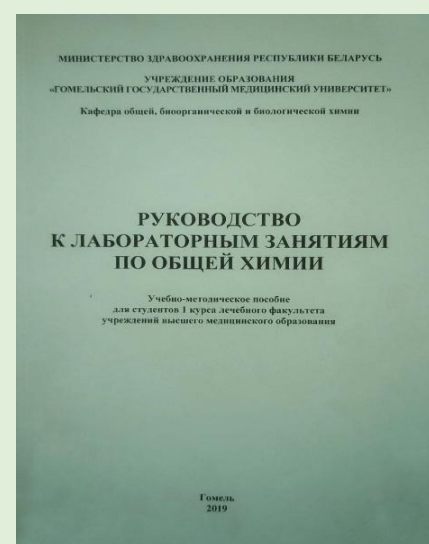 МИНИСТЕРСТВО ЗДРАВООХРАНЕНИЯ РЕСПУБЛИКИ БЕЛАРУСЬ
УЧРЕЖДЕНИЕ ОБРАЗОВАНИЯ
«ГОМЕЛЬСКИЙ ГОСУДАРСТВЕННЫЙ МЕДИЦИНСКИЙ УНИВЕРСИТЕТ»
Кафедра общей, биоорганической и биологической химии
РУКОВОДСТВО
К ЛАБОРАТОРНЫМ ЗАНЯТИЯМ
ПО ОБЩЕЙ ХИМИИ
Учебно-методическое пособие
для студентов 1 курса лечебного факультета
учреждений высшего медицинского образования
Гомель
2019